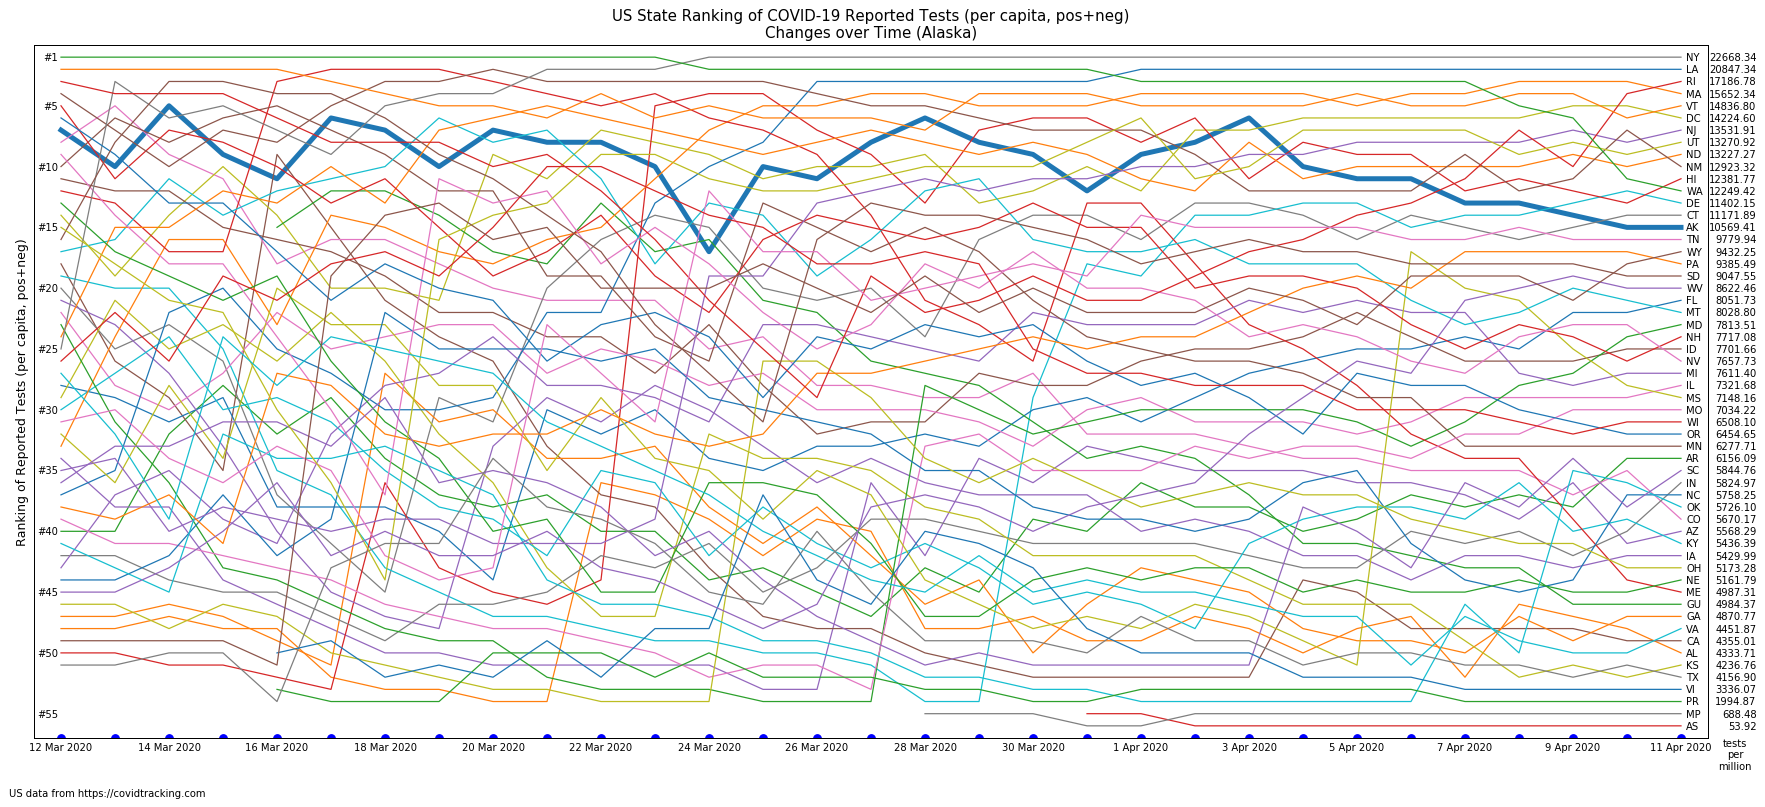 US State Ranking of COVID-19 Reported Tests (per capita, pos+neg)
Changes over Time (Alaska)
Ranking of Reported Tests (per capita, pos+neg)
#1
#5
#10
#15
#20
#25
#30
#35
#40
#45
#50
#55
NY 22668.34
LA 20847.34
RI 17186.78
MA 15652.34
VT 14836.80
DC 14224.60
NJ 13531.91
UT 13270.92
ND 13227.27
NM 12923.32
HI 12381.77
WA 12249.42
DE 11402.15
CT 11171.89
AK 10569.41
TN 9779.94
WY 9432.25
PA 9385.49
SD 9047.55
WV 8622.46
FL 8051.73
MT 8028.80
MD 7813.51
NH 7717.08
ID 7701.66
NV 7657.73
MI 7611.40
IL 7321.68
MS 7148.16
MO 7034.22
WI 6508.10
OR 6454.65
MN 6277.71
AR 6156.09
SC 5844.76
IN 5824.97
NC 5758.25
OK 5726.10
CO 5670.17
AZ 5568.29
KY 5436.39
IA 5429.99
OH 5173.28
NE 5161.79
ME 4987.31
GU 4984.37
GA 4870.77
VA 4451.87
CA 4355.01
AL 4333.71
KS 4236.76
TX 4156.90
VI 3336.07
PR 1994.87
MP 688.48
AS 53.92
12 Mar 2020
14 Mar 2020
16 Mar 2020
18 Mar 2020
20 Mar 2020
22 Mar 2020
24 Mar 2020
26 Mar 2020
28 Mar 2020
30 Mar 2020
1 Apr 2020
3 Apr 2020
5 Apr 2020
7 Apr 2020
9 Apr 2020
11 Apr 2020
tests
per
million
US data from https://covidtracking.com